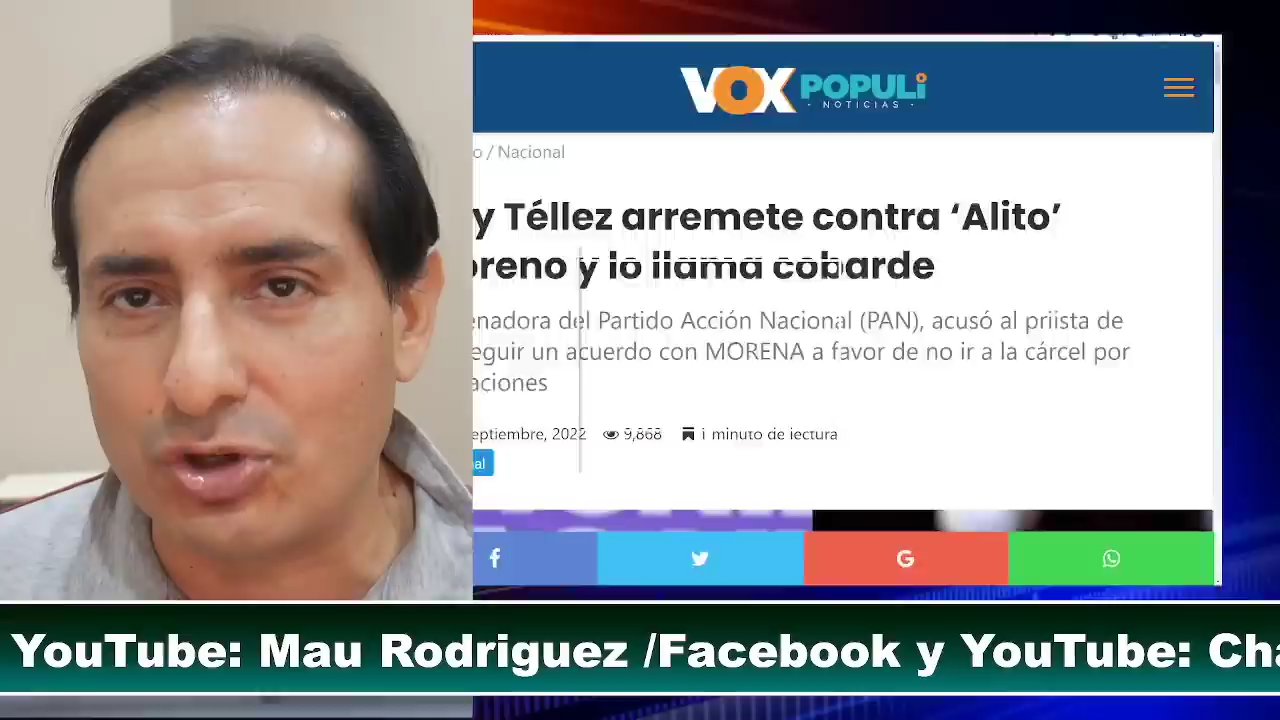 VOX POPULi
· NOTICIAS ·
/ Nacional
y Téllez arremete contra ‘Alito’
oreno y lo llama cobarde
enadora del Partido Acción Nacional (PAN), acusó al priista de
eguir un acuerdo con MORENA a favor de no ir a la cárcel por
aciones
eptiembre, 2022 9,868 1 minuto de lectura
al
YouTube: Mau Rodriguez /Facebook y YouTube: Cha